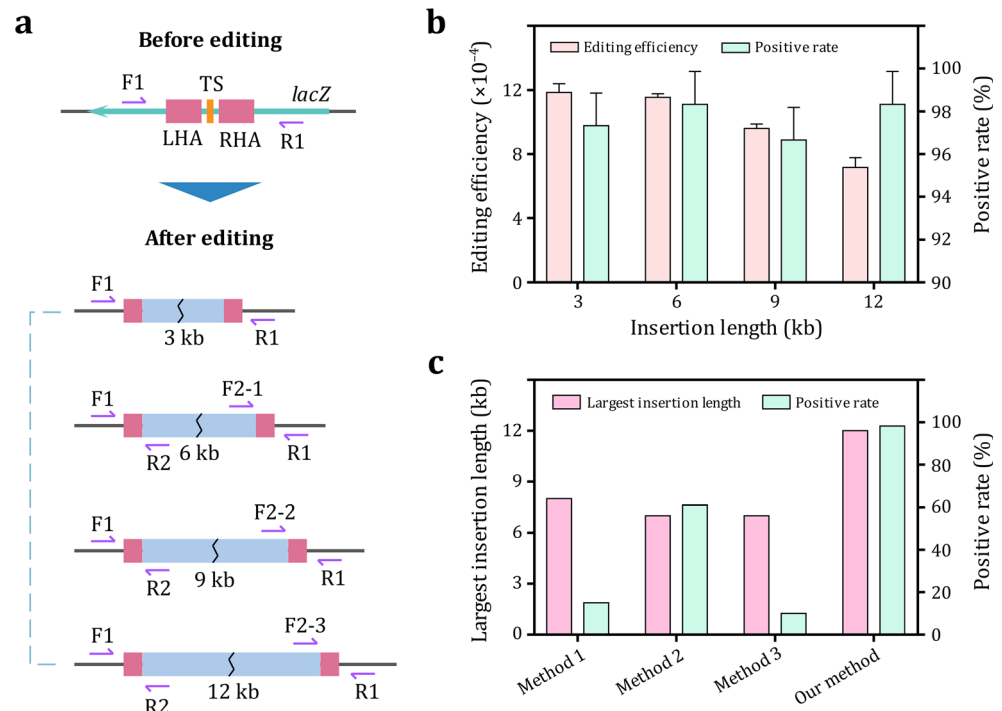 a
Before editing
F1
TS
lacZ
LHA
RHA
R1
After editing
F1
3 kb
R1
F1
F2-1
R2
6 kb
R1
F1
F2-2
R2
9 kb
R1
F1
F2-3
R2
12 kb
R1
b
Editing efficiency
Positive rate
Editing efficiency (×10⁻⁴)
12
8
4
0
100
98
96
94
92
90
Positive rate (%)
3
6
9
12
Insertion length (kb)
c
Largest insertion length
Positive rate
Largest insertion length (kb)
12
9
6
3
0
100
80
60
40
20
0
Positive rate (%)
Method 1
Method 2
Method 3
Our method